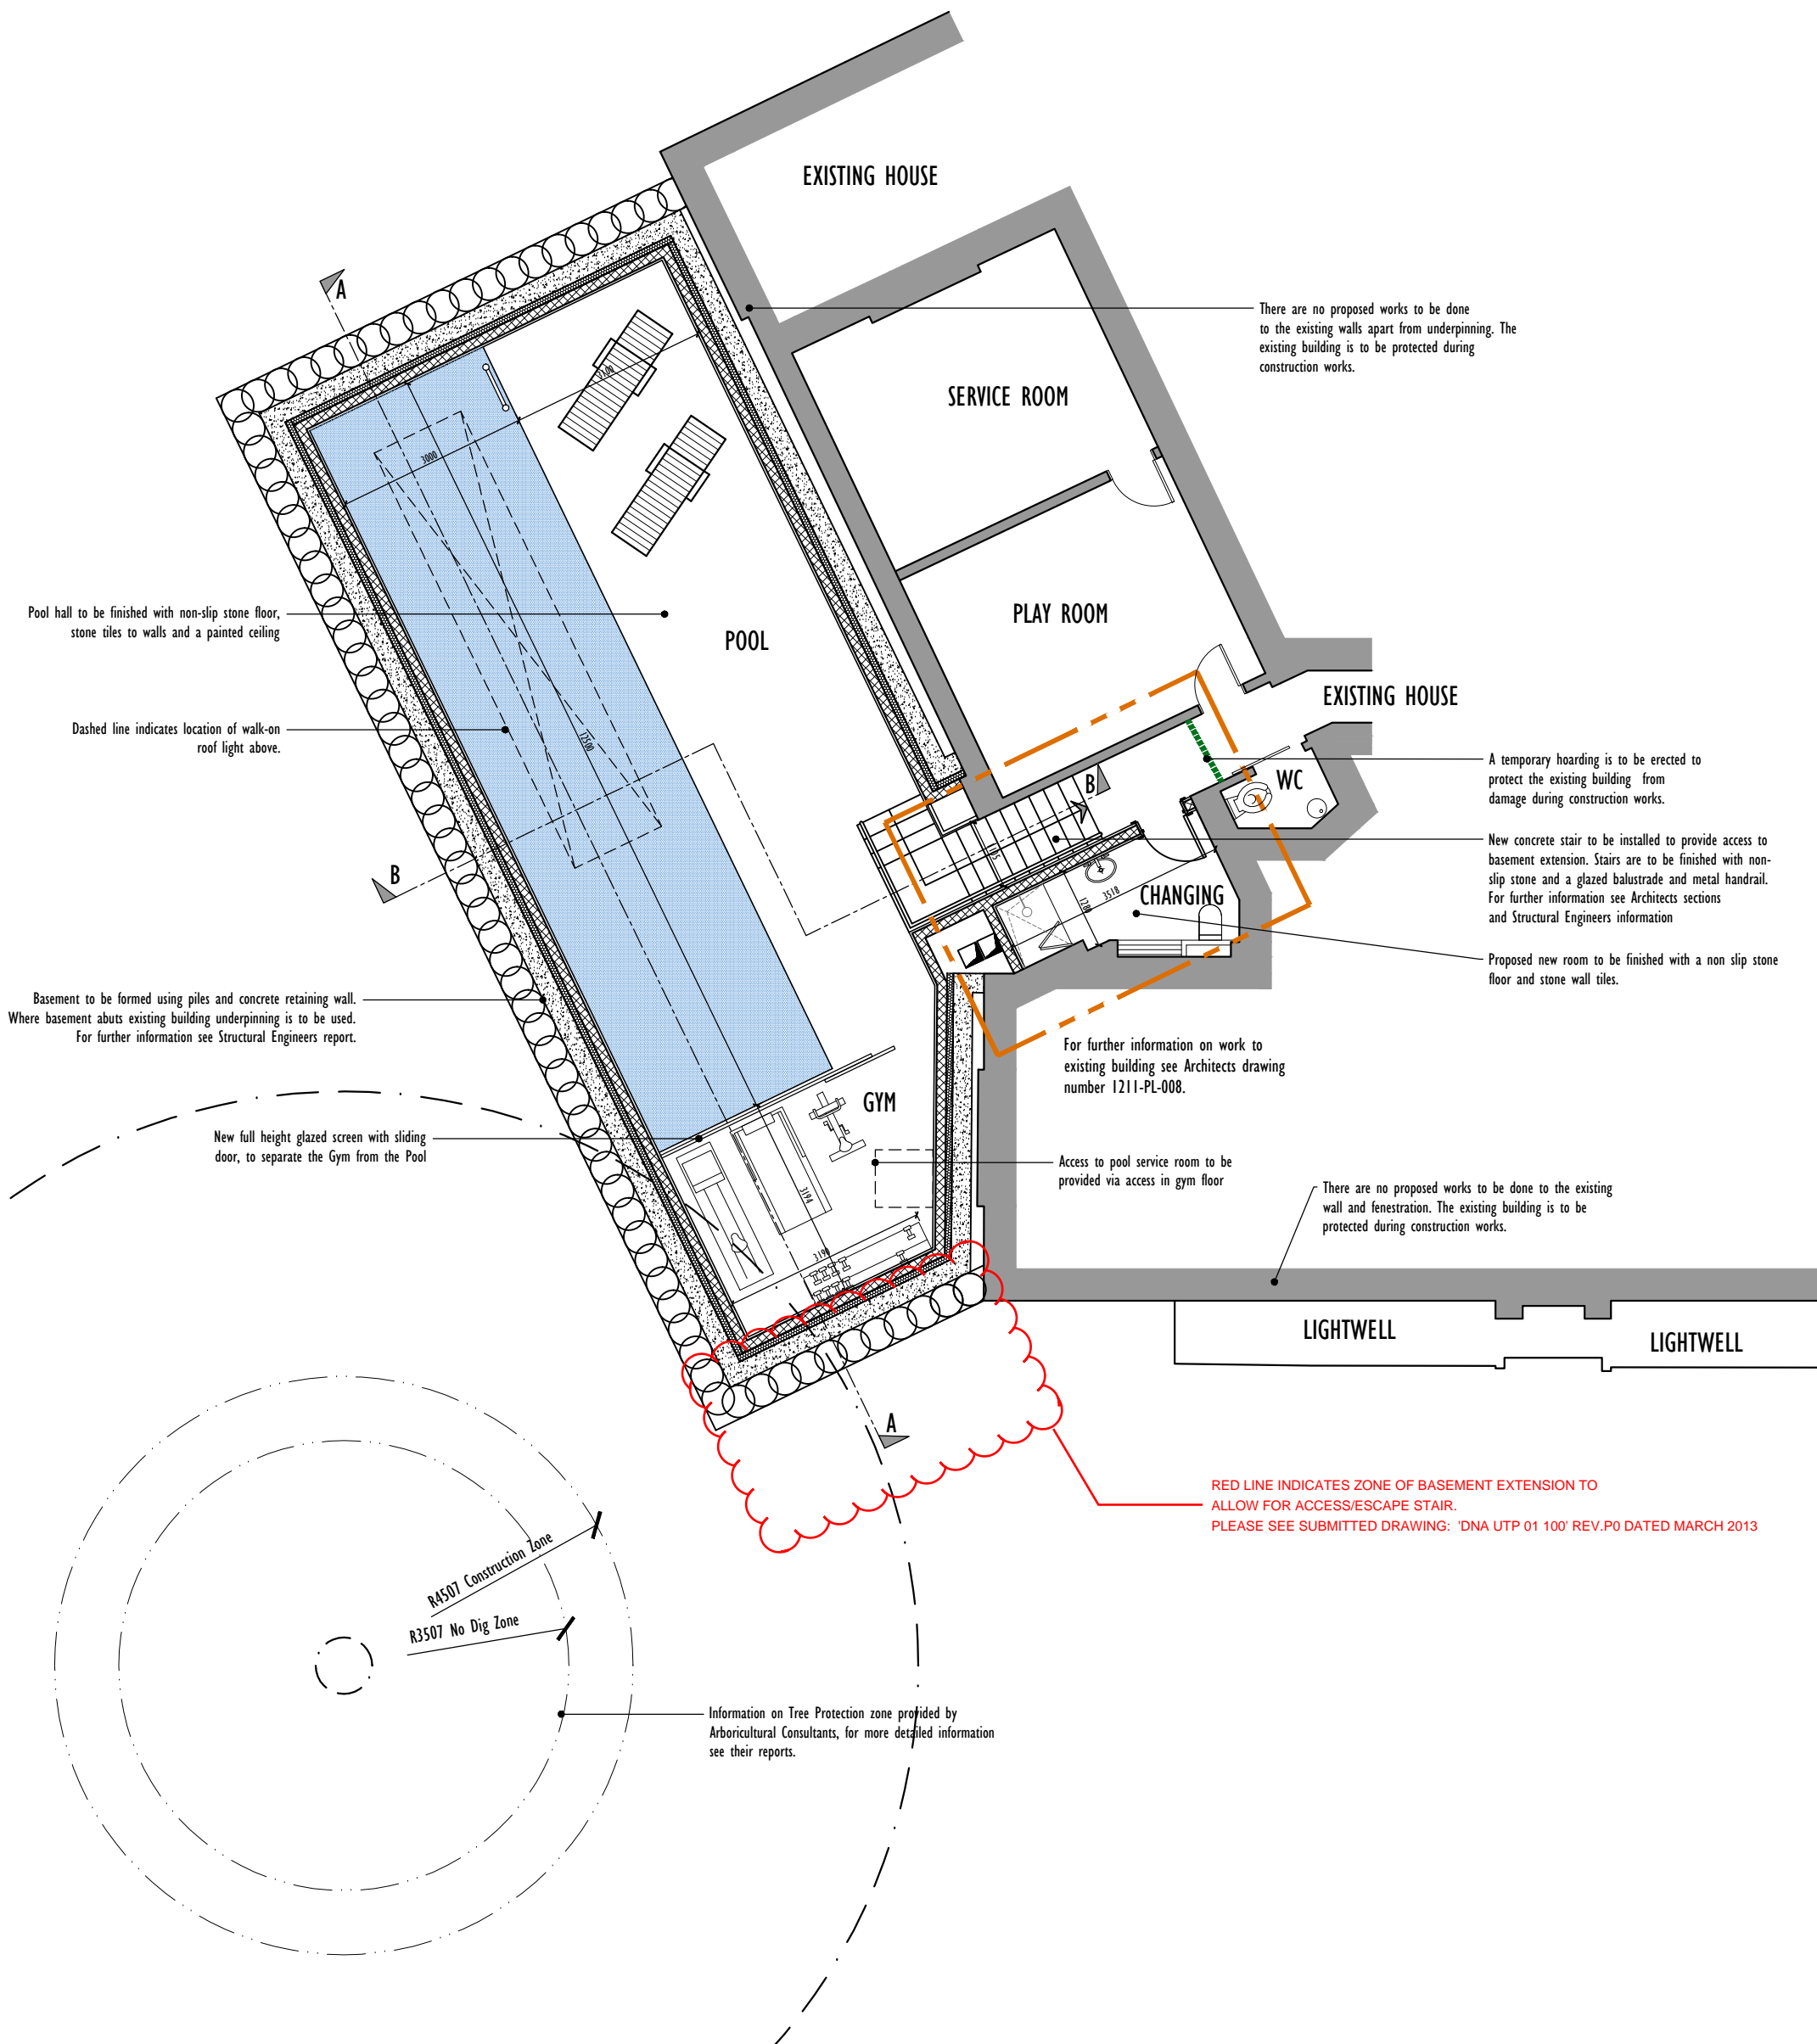 EXISTING HOUSE
A
There are no proposed works to be done
to the existing walls apart from underpinning. The
existing building is to be protected during
construction works.
SERVICE ROOM
3000
Pool hall to be finished with non-slip stone floor,
stone tiles to walls and a painted ceiling
POOL
PLAY ROOM
EXISTING HOUSE
Dashed line indicates location of walk-on
roof light above.
12500
A temporary hoarding is to be erected to
protect the existing building from
damage during construction works.
WC
B
B
New concrete stair to be installed to provide access to
basement extension. Stairs are to be finished with non-
slip stone and a glazed balustrade and metal handrail.
For further information see Architects sections
and Structural Engineers information
3518
1280
CHANGING
Proposed new room to be finished with a non slip stone
floor and stone wall tiles.
Basement to be formed using piles and concrete retaining wall.
Where basement abuts existing building underpinning is to be used.
For further information see Structural Engineers report.
For further information on work to
existing building see Architects drawing
number 1211-PL-008.
GYM
New full height glazed screen with sliding
door, to separate the Gym from the Pool
Access to pool service room to be
provided via access in gym floor
3194
3190
There are no proposed works to be done to the existing
wall and fenestration. The existing building is to be
protected during construction works.
LIGHTWELL
LIGHTWELL
A
RED LINE INDICATES ZONE OF BASEMENT EXTENSION TO
ALLOW FOR ACCESS/ESCAPE STAIR.
PLEASE SEE SUBMITTED DRAWING: 'DNA UTP 01 100' REV.P0 DATED MARCH 2013
R4507 Construction Zone
R3507 No Dig Zone
Information on Tree Protection zone provided by
Arboricultural Consultants, for more detailed information
see their reports.